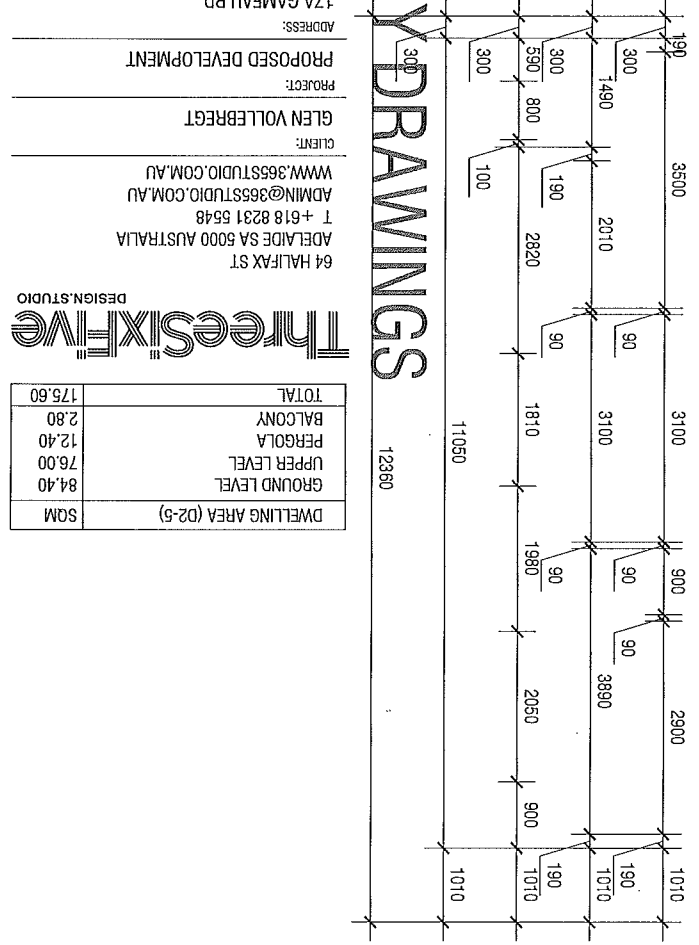 DWELLING AREA (D2-5) SQM
GROUND LEVEL 84.40
UPPER LEVEL 76.00
PERGOLA 12.40
BALCONY 2.80
TOTAL 175.60
ThreeSixFive
DESIGN.STUDIO
64 HALIFAX ST
ADELAIDE SA 5000 AUSTRALIA
T +618 8231 5548
ADMIN@365STUDIO.COM.AU
WWW.365STUDIO.COM.AU
CLIENT:
GLEN VOLLEBREGT
PROJECT:
PROPOSED DEVELOPMENT
ADDRESS:
17A GAMEAU RD
190 3500 3100 900 2900 1010
300 90 90 90 190
1490 2010 3100 3890 1010
300 190 90 90 190
590 800 2820 1810 1980 2050 900 1010
300 100
11050 1010
300
12360
Y DRAWINGS